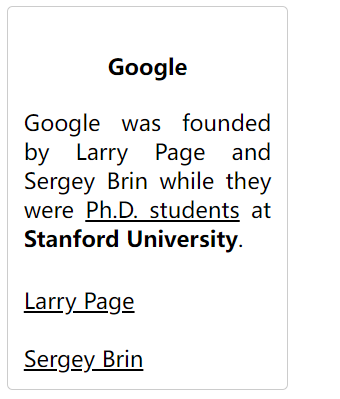 Google
Google was founded
by Larry Page and
Sergey Brin while they
were Ph.D. students at
Stanford University.
Larry Page
Sergey Brin